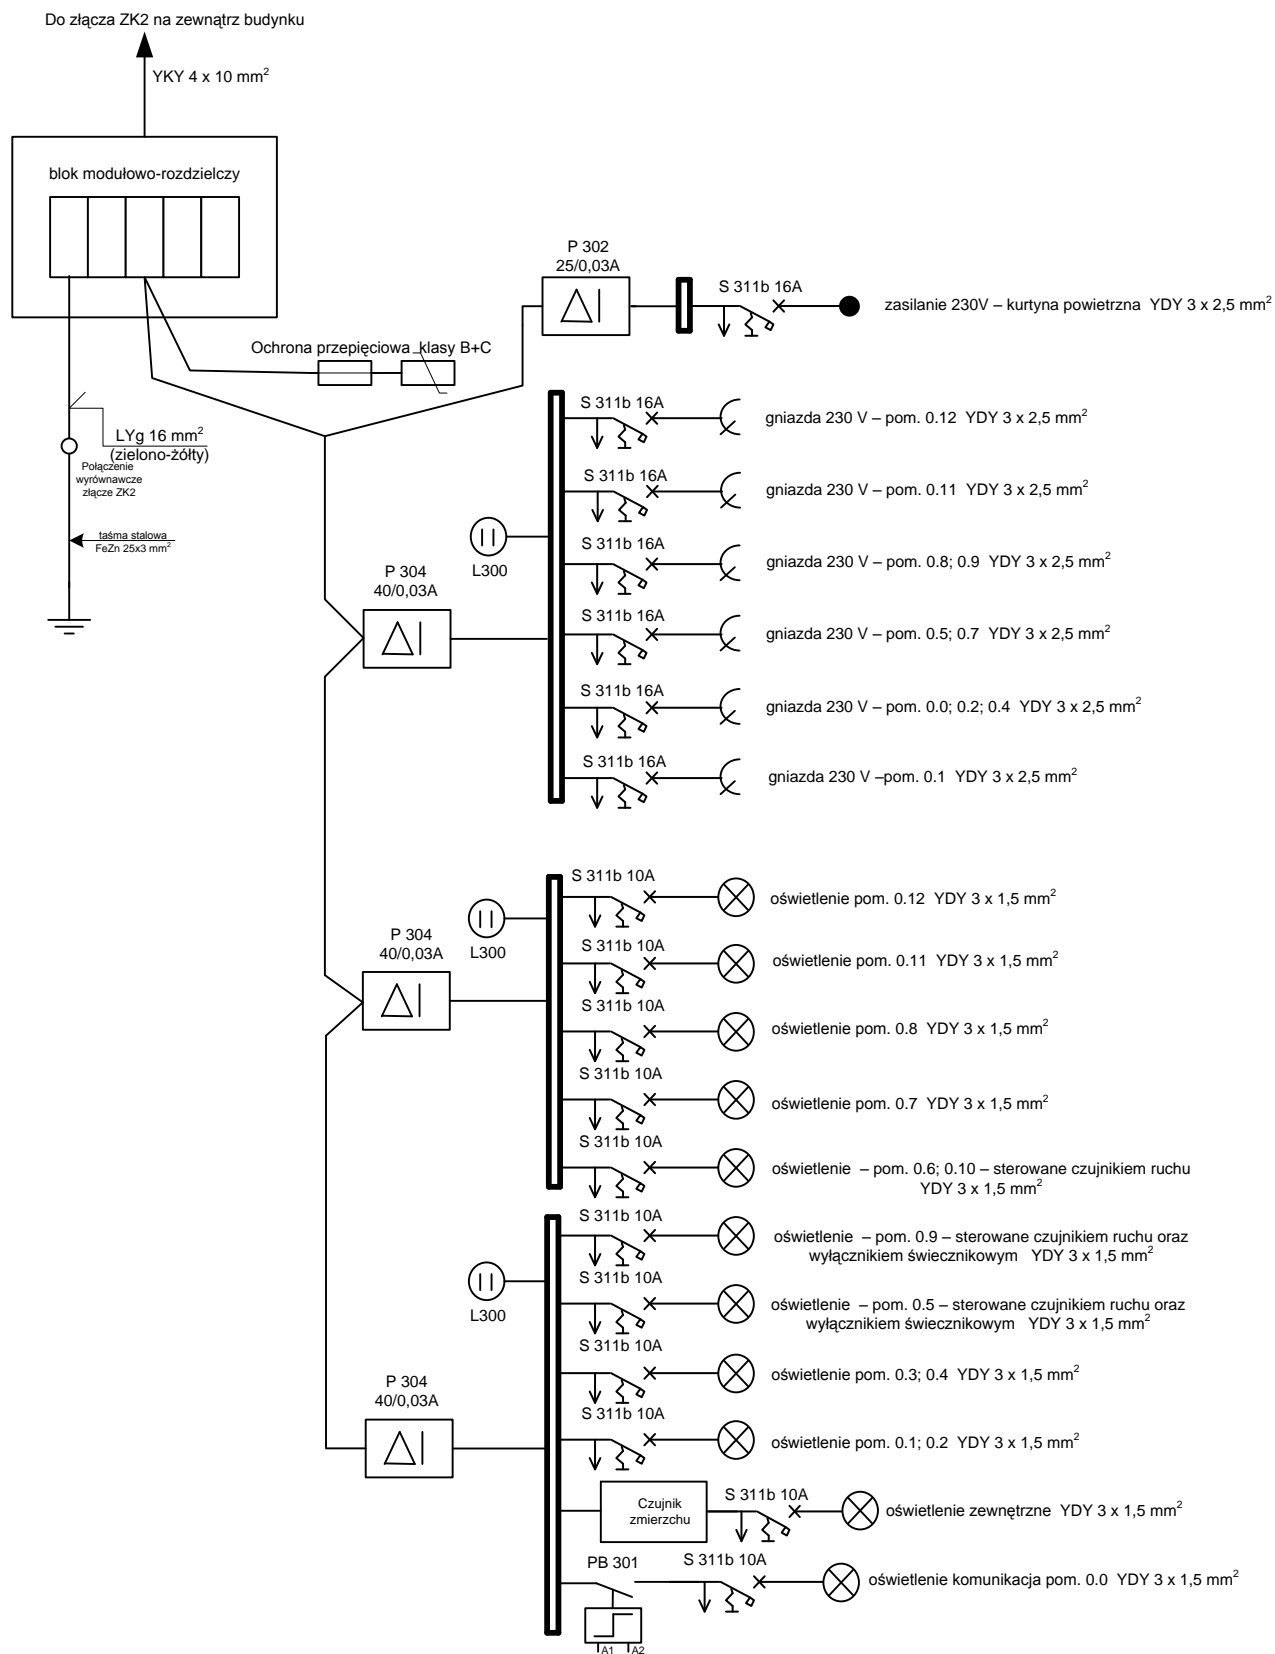 Do złącza ZK2 na zewnątrz budynku
YKY 4 x 10 mm²
blok modułowo-rozdzielczy
P 302
25/0,03A
S 311b 16A
zasilanie 230V – kurtyna powietrzna YDY 3 x 2,5 mm²
Ochrona przepięciowa klasy B+C
LYg 16 mm²
(zielono-żółty)
Połączenie
wyrównawcze
złącze ZK2
taśma stalowa
FeZn 25x3 mm²
S 311b 16A
gniazda 230 V – pom. 0.12 YDY 3 x 2,5 mm²
S 311b 16A
gniazda 230 V – pom. 0.11 YDY 3 x 2,5 mm²
L300
S 311b 16A
gniazda 230 V – pom. 0.8; 0.9 YDY 3 x 2,5 mm²
P 304
40/0,03A
S 311b 16A
gniazda 230 V – pom. 0.5; 0.7 YDY 3 x 2,5 mm²
S 311b 16A
gniazda 230 V – pom. 0.0; 0.2; 0.4 YDY 3 x 2,5 mm²
S 311b 16A
gniazda 230 V –pom. 0.1 YDY 3 x 2,5 mm²
S 311b 10A
oświetlenie pom. 0.12 YDY 3 x 1,5 mm²
L300
P 304
40/0,03A
S 311b 10A
oświetlenie pom. 0.11 YDY 3 x 1,5 mm²
S 311b 10A
oświetlenie pom. 0.8 YDY 3 x 1,5 mm²
S 311b 10A
oświetlenie pom. 0.7 YDY 3 x 1,5 mm²
S 311b 10A
oświetlenie – pom. 0.6; 0.10 – sterowane czujnikiem ruchu
YDY 3 x 1,5 mm²
S 311b 10A
oświetlenie – pom. 0.9 – sterowane czujnikiem ruchu oraz
wyłącznikiem świecznikowym YDY 3 x 1,5 mm²
L300
S 311b 10A
oświetlenie – pom. 0.5 – sterowane czujnikiem ruchu oraz
wyłącznikiem świecznikowym YDY 3 x 1,5 mm²
S 311b 10A
oświetlenie pom. 0.3; 0.4 YDY 3 x 1,5 mm²
P 304
40/0,03A
S 311b 10A
oświetlenie pom. 0.1; 0.2 YDY 3 x 1,5 mm²
Czujnik
zmierzchu
S 311b 10A
oświetlenie zewnętrzne YDY 3 x 1,5 mm²
PB 301
S 311b 10A
oświetlenie komunikacja pom. 0.0 YDY 3 x 1,5 mm²
A1 A2